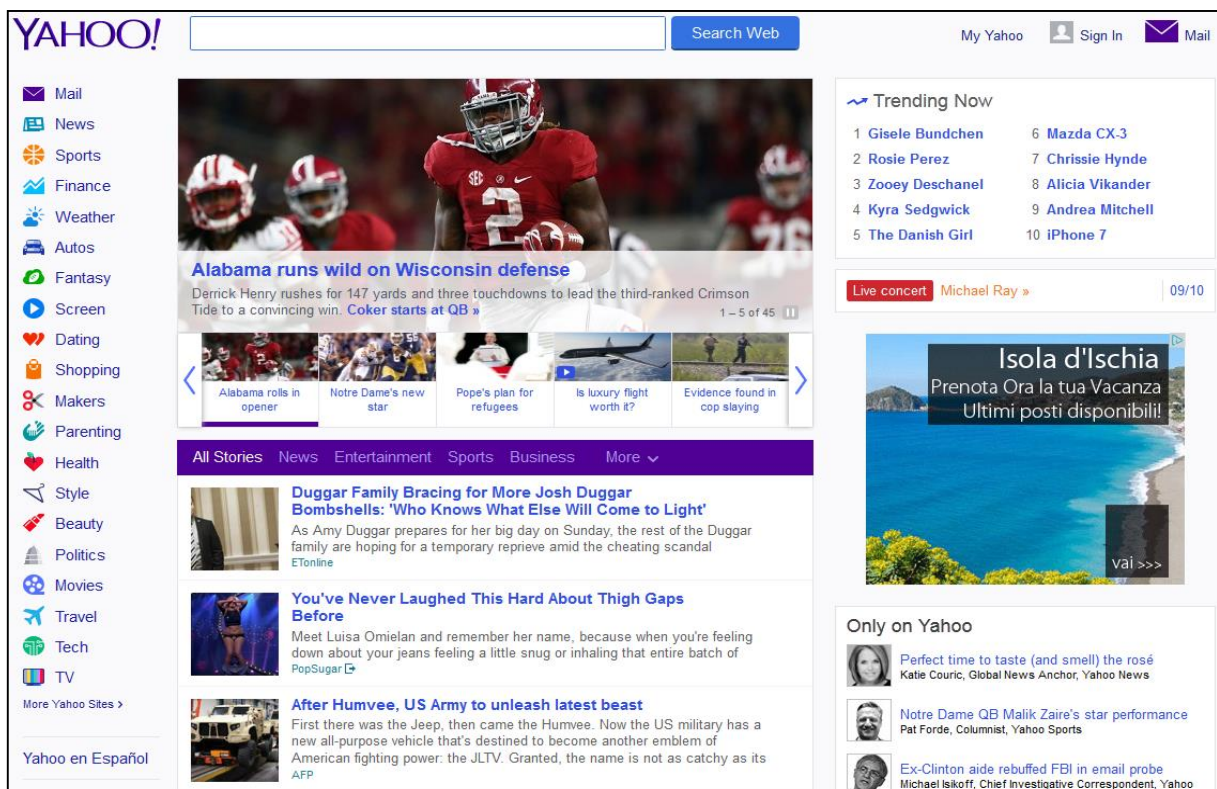 YAHOO!
Search Web
My Yahoo
Sign In
Mail
Mail
News
Sports
Finance
Weather
Autos
Fantasy
Screen
Dating
Shopping
Makers
Parenting
Health
Style
Beauty
Politics
Movies
Travel
Tech
TV
More Yahoo Sites >
Yahoo en Español
SEC
2
76
Alabama runs wild on Wisconsin defense
Derrick Henry rushes for 147 yards and three touchdowns to lead the third-ranked Crimson
Tide to a convincing win. Coker starts at QB »
1 – 5 of 45
Alabama rolls in
opener
Notre Dame's new
star
Pope's plan for
refugees
Is luxury flight
worth it?
Evidence found in
cop slaying
All Stories News Entertainment Sports Business More
Duggar Family Bracing for More Josh Duggar
Bombshells: 'Who Knows What Else Will Come to Light'
As Amy Duggar prepares for her big day on Sunday, the rest of the Duggar
family are hoping for a temporary reprieve amid the cheating scandal
ETonline
You've Never Laughed This Hard About Thigh Gaps
Before
Meet Luisa Omielan and remember her name, because when you're feeling
down about your jeans feeling a little snug or inhaling that entire batch of
PopSugar
After Humvee, US Army to unleash latest beast
First there was the Jeep, then came the Humvee. Now the US military has a
new all-purpose vehicle that's destined to become another emblem of
American fighting power: the JLTV. Granted, the name is not as catchy as its
AFP
Trending Now
1 Gisele Bundchen
2 Rosie Perez
3 Zooey Deschanel
4 Kyra Sedgwick
5 The Danish Girl
6 Mazda CX-3
7 Chrissie Hynde
8 Alicia Vikander
9 Andrea Mitchell
10 iPhone 7
Live concert Michael Ray » 09/10
Isola d'Ischia
Prenota Ora la tua Vacanza
Ultimi posti disponibili!
vai >>>
Only on Yahoo
Perfect time to taste (and smell) the rosé
Katie Couric, Global News Anchor, Yahoo News
Notre Dame QB Malik Zaire's star performance
Pat Forde, Columnist, Yahoo Sports
Ex-Clinton aide rebuffed FBI in email probe
Michael Isikoff, Chief Investigative Correspondent, Yahoo